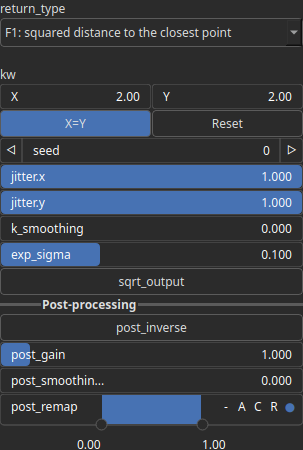 return_type
F1: squared distance to the closest point
kw
X 2.00 Y 2.00
X=Y Reset
seed 0
jitter.x 1.000
jitter.y 1.000
k_smoothing 0.000
exp_sigma 0.100
sqrt_output
Post-processing
post_inverse
post_gain 1.000
post_smoothin... 0.000
post_remap - A C R
0.00 1.00